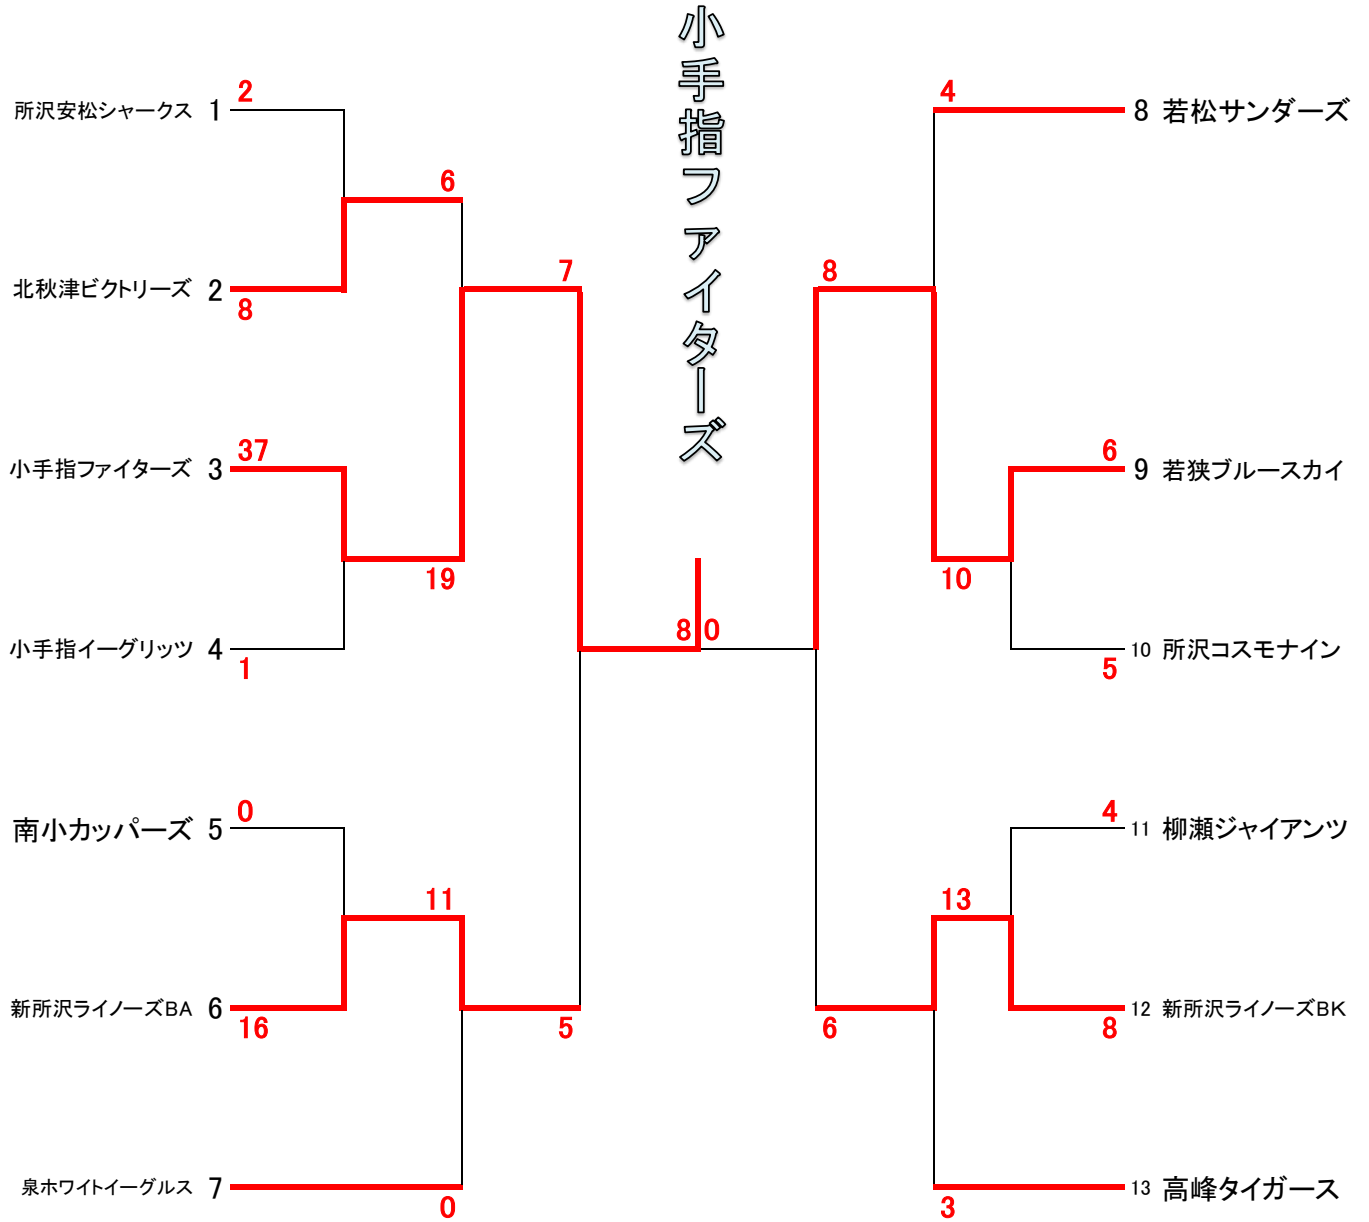 小手指ファイターズ
所沢安松シャークス 1 2
6
北秋津ビクトリーズ 2 8
7
小手指ファイターズ 3 37
19
小手指イーグリッツ 4 1
8 0
南小カッパーズ 5 0
11
新所沢ライノーズBA 6 16
5
泉ホワイトイーグルス 7 0
4 8 若松サンダーズ
8
6 9 若狭ブルースカイ
10
5 10 所沢コスモナイン
4 11 柳瀬ジャイアンツ
13
8 12 新所沢ライノーズBK
6
3 13 高峰タイガース